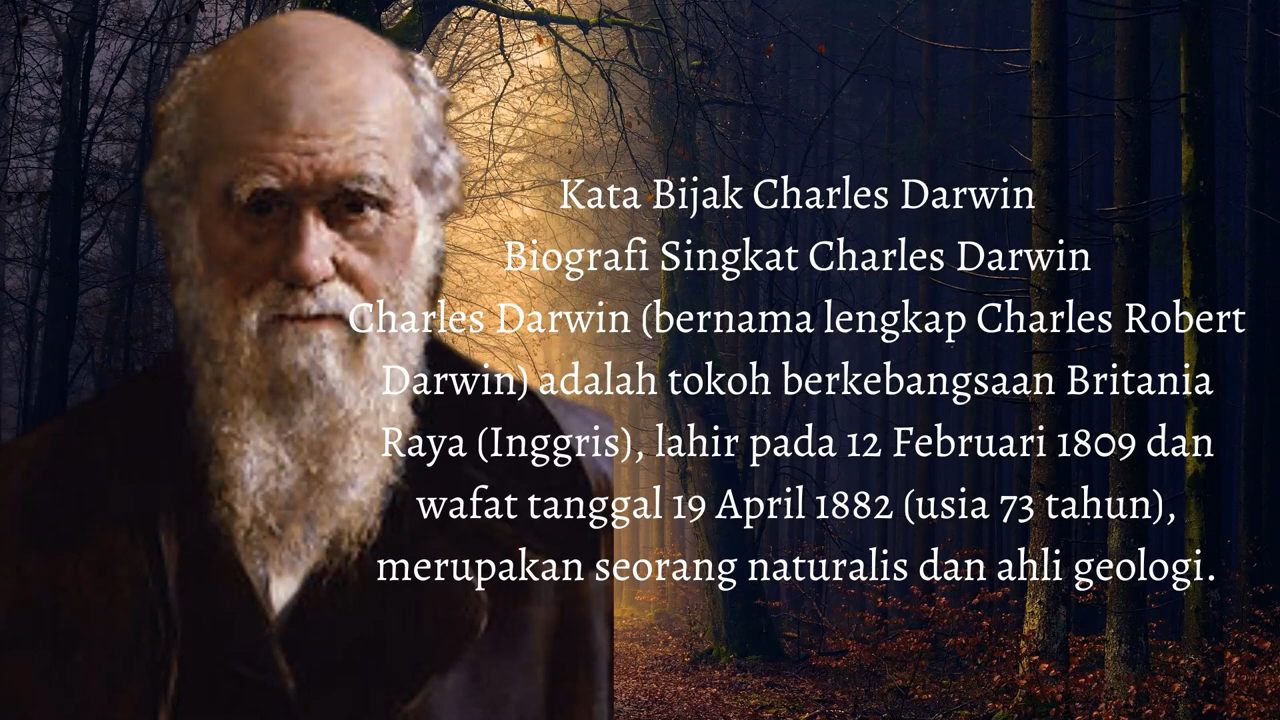 Kata Bijak Charles Darwin
Biografi Singkat Charles Darwin
Charles Darwin (bernama lengkap Charles Robert
Darwin) adalah tokoh berkebangsaan Britania
Raya (Inggris), lahir pada 12 Februari 1809 dan
wafat tanggal 19 April 1882 (usia 73 tahun),
merupakan seorang naturalis dan ahli geologi.